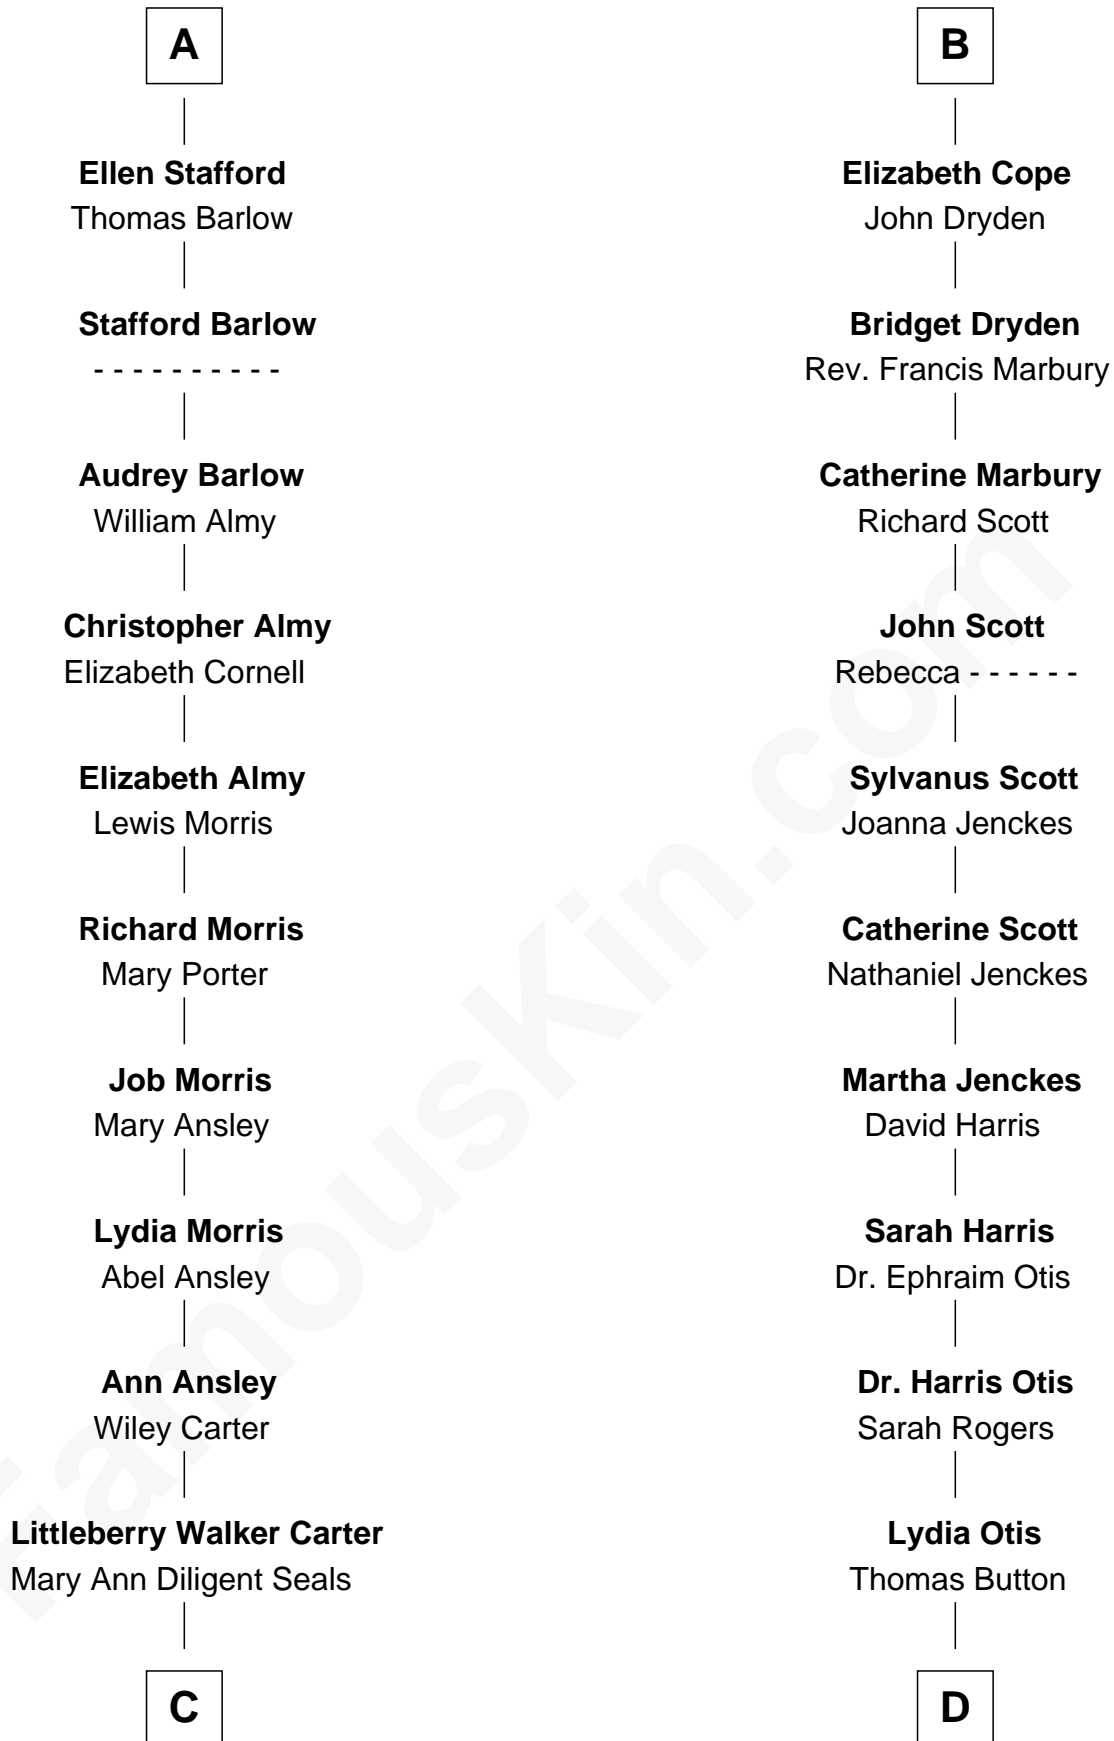 A
Ellen Stafford
Thomas Barlow
Stafford Barlow
- - - - - - - - - -
Audrey Barlow
William Almy
Christopher Almy
Elizabeth Cornell
Elizabeth Almy
Lewis Morris
Richard Morris
Mary Porter
Job Morris
Mary Ansley
Lydia Morris
Abel Ansley
Ann Ansley
Wiley Carter
Littleberry Walker Carter
Mary Ann Diligent Seals
C
B
Elizabeth Cope
John Dryden
Bridget Dryden
Rev. Francis Marbury
Catherine Marbury
Richard Scott
John Scott
Rebecca - - - - - -
Sylvanus Scott
Joanna Jenckes
Catherine Scott
Nathaniel Jenckes
Martha Jenckes
David Harris
Sarah Harris
Dr. Ephraim Otis
Dr. Harris Otis
Sarah Rogers
Lydia Otis
Thomas Button
D
FamousKin.com